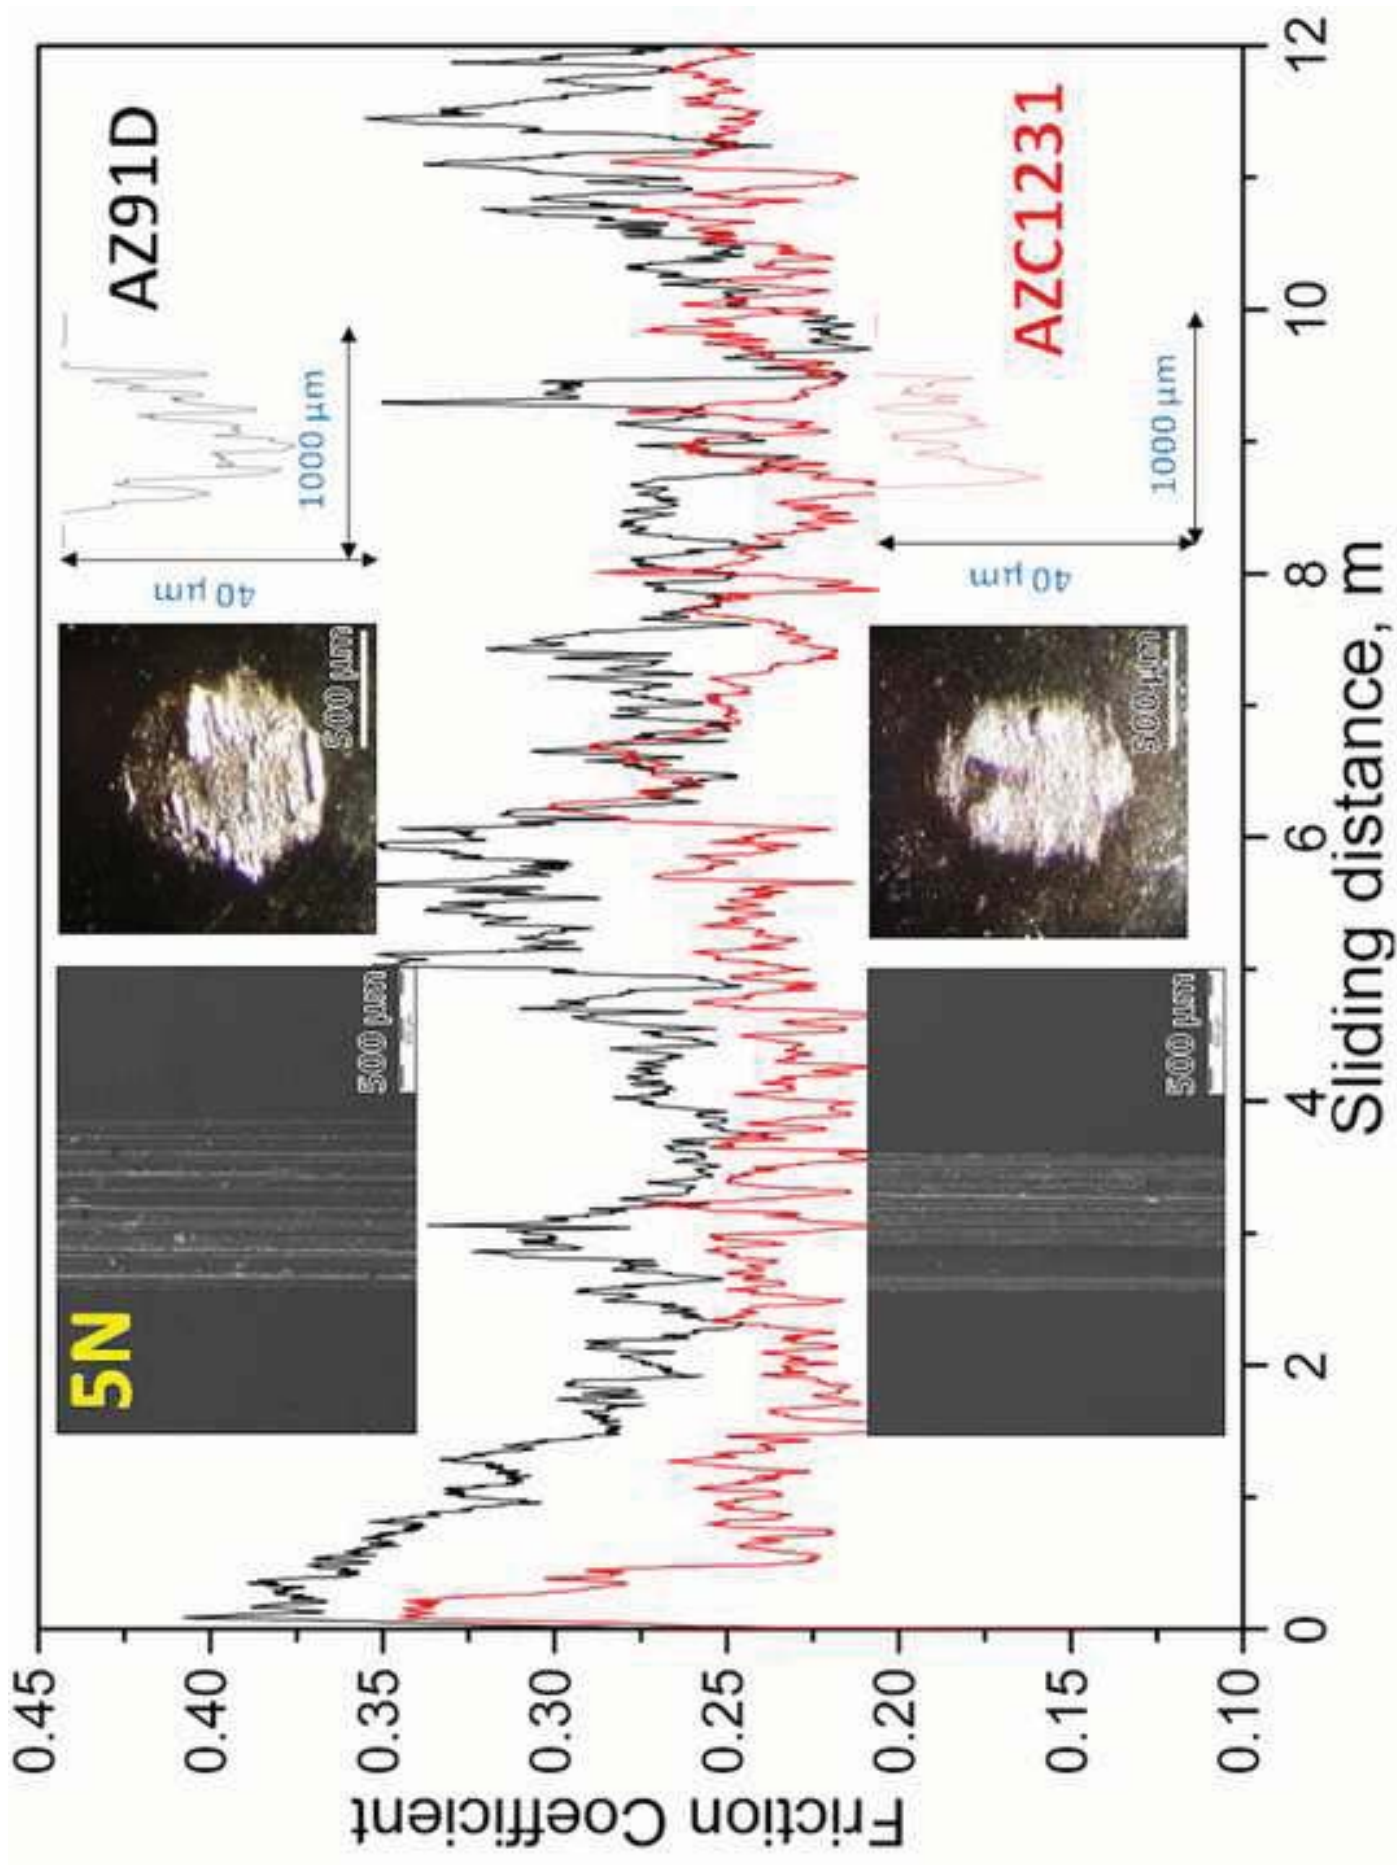 0.45
0.40
0.35
0.30
0.25
0.20
0.15
0.10
Friction Coefficient
5N
500 µm
500 µm
40 µm
1000 µm
AZ91D
500 µm
500 µm
40 µm
1000 µm
AZC1231
0
2
4
6
8
10
12
Sliding distance, m